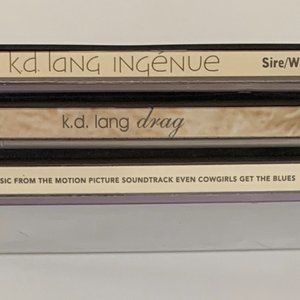 k.d. lang ingénue Sire/W
k.d. lang drag
SIC FROM THE MOTION PICTURE SOUNDTRACK EVEN COWGIRLS GET THE BLUES